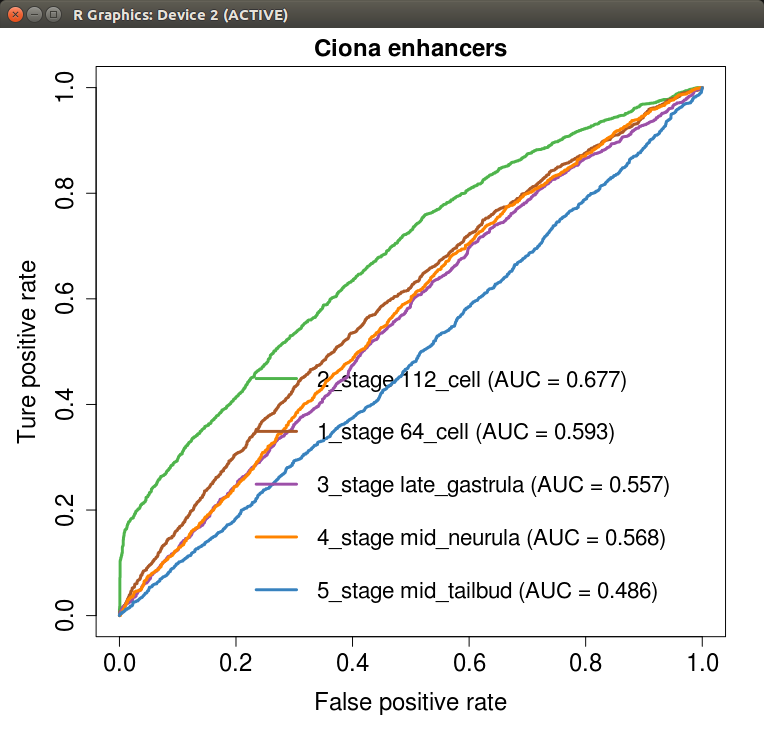 R Graphics: Device 2 (ACTIVE)
Ciona enhancers
Ture positive rate
1.0
0.8
0.6
0.4
0.2
0.0
2_stage 112_cell (AUC = 0.677)
1_stage 64_cell (AUC = 0.593)
3_stage late_gastrula (AUC = 0.557)
4_stage mid_neurula (AUC = 0.568)
5_stage mid_tailbud (AUC = 0.486)
0.0 0.2 0.4 0.6 0.8 1.0
False positive rate